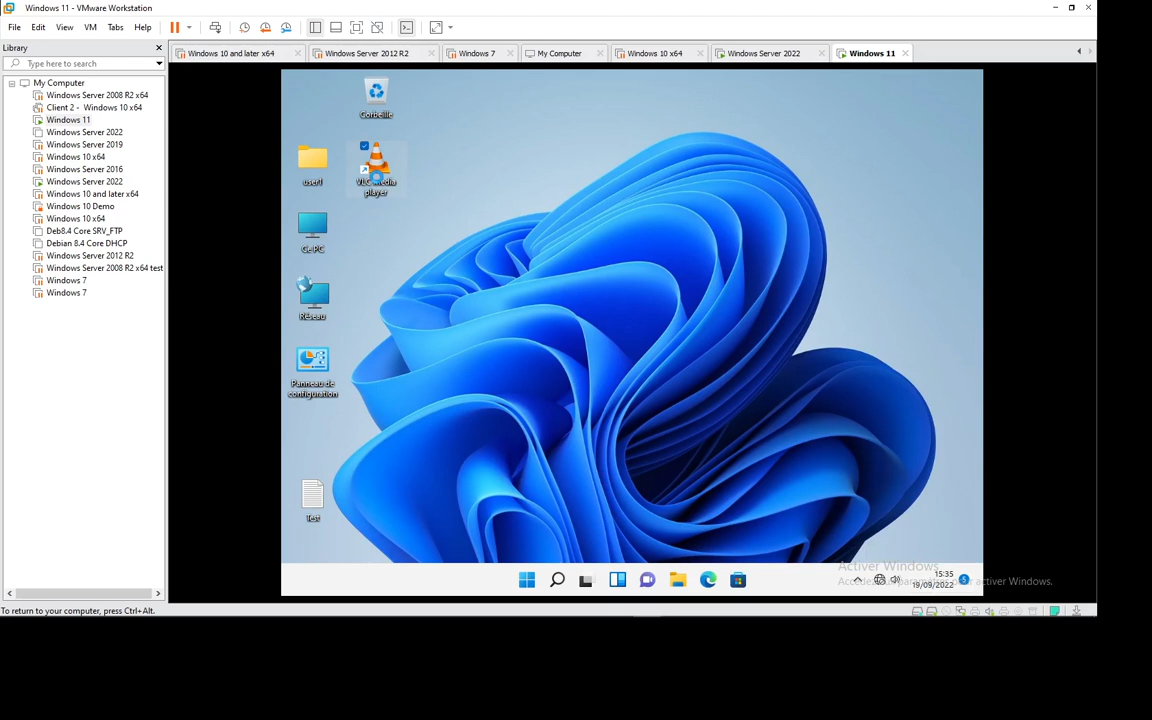 Windows 11 - VMware Workstation
File Edit View VM Tabs Help
Library
Type here to search
My Computer
Windows Server 2008 R2 x64
Client 2 - Windows 10 x64
Windows 11
Windows Server 2022
Windows Server 2019
Windows 10 x64
Windows Server 2016
Windows Server 2022
Windows 10 and later x64
Windows 10 Demo
Windows 10 x64
Deb8.4 Core SRV_FTP
Debian 8.4 Core DHCP
Windows Server 2012 R2
Windows Server 2008 R2 x64 test
Windows 7
Windows 7
Windows 10 and later x64 Windows Server 2012 R2 Windows 7 My Computer Windows 10 x64 Windows Server 2022 Windows 11
Corbeille
user1
VLC media
player
Ce PC
Réseau
Panneau de
configuration
Test
Activer Windows
activer Windows.
15:35
19/09/2022
5
To return to your computer, press Ctrl+Alt.